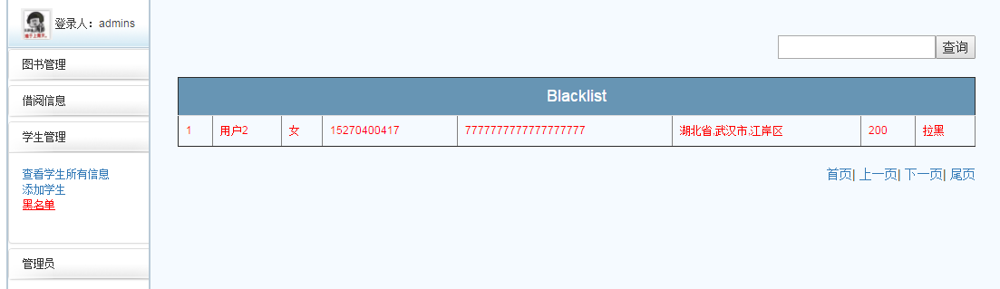 登录人：admins
图书管理
借阅信息
学生管理
查看学生所有信息
添加学生
黑名单
管理员
查询
Blacklist
1 用户2 女 15270400417 7777777777777777777 湖北省,武汉市,江岸区 200 拉黑
首页| 上一页| 下一页| 尾页